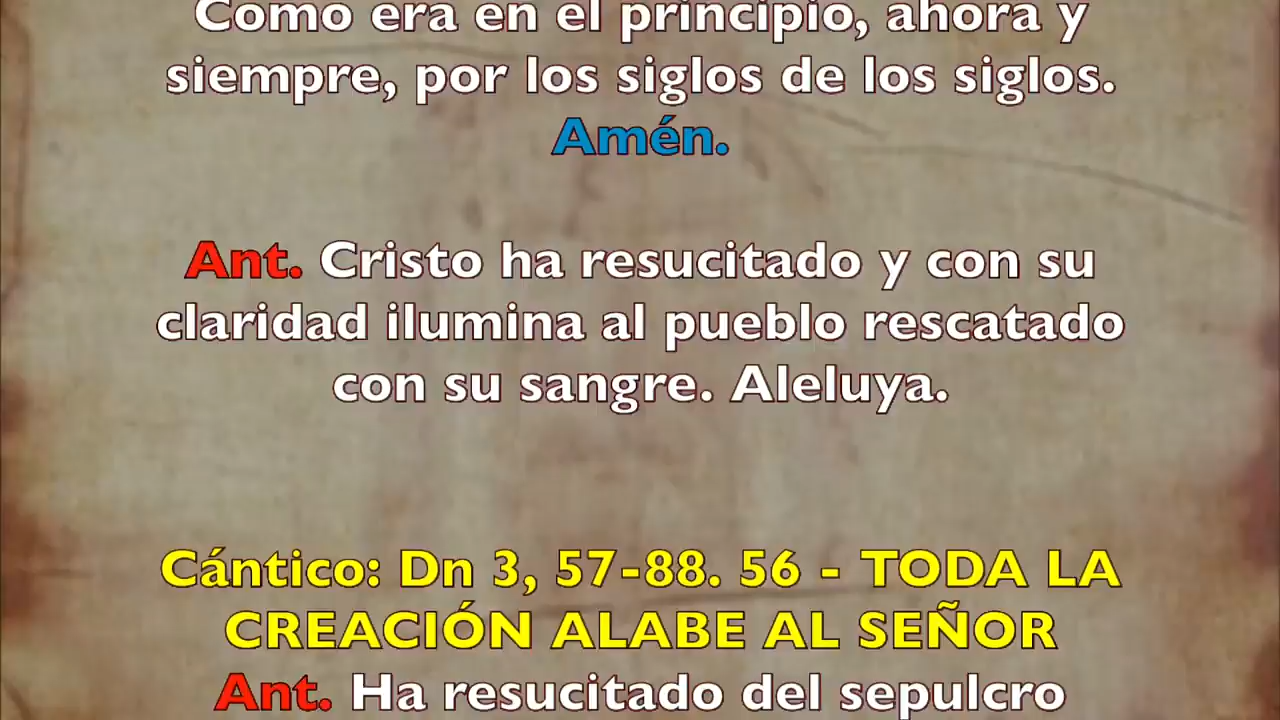 Como era en el principio, ahora y
siempre, por los siglos de los siglos.
Amén.
Ant. Cristo ha resucitado y con su
claridad ilumina al pueblo rescatado
con su sangre. Aleluya.
Cántico: Dn 3, 57-88. 56 - TODA LA
CREACIÓN ALABE AL SEÑOR
Ant. Ha resucitado del sepulcro